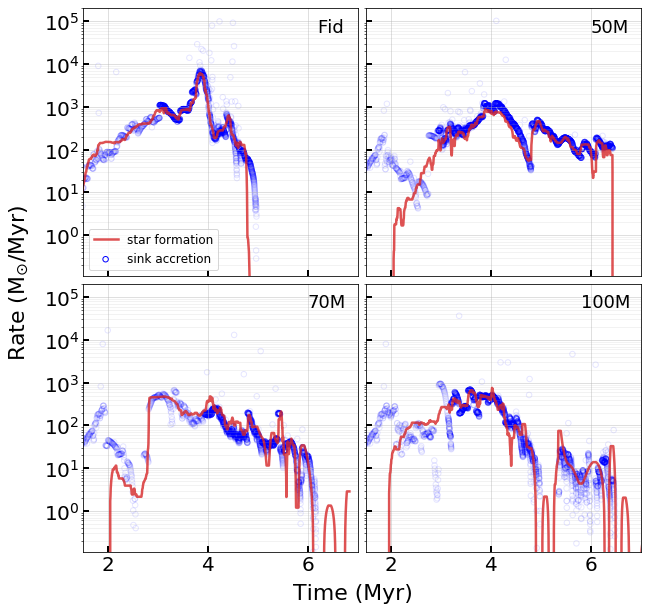 Fid
50M
10⁵
10⁴
10³
10²
10¹
10⁰
star formation
sink accretion
Rate (M⊙/Myr)
70M
100M
10⁵
10⁴
10³
10²
10¹
10⁰
2 4 6 2 4 6
Time (Myr)